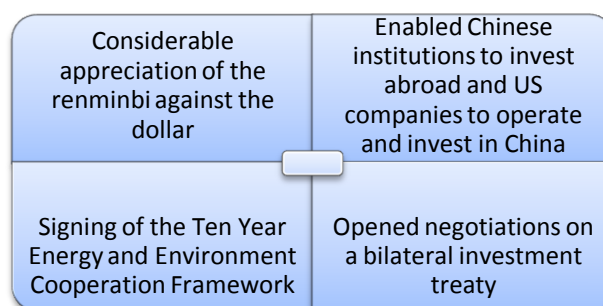 Considerable
appreciation of the
renminbi against the
dollar
Enabled Chinese
institutions to invest
abroad and US
companies to operate
and invest in China
Signing of the Ten Year
Energy and Environment
Cooperation Framework
Opened negotiations on
a bilateral investment
treaty